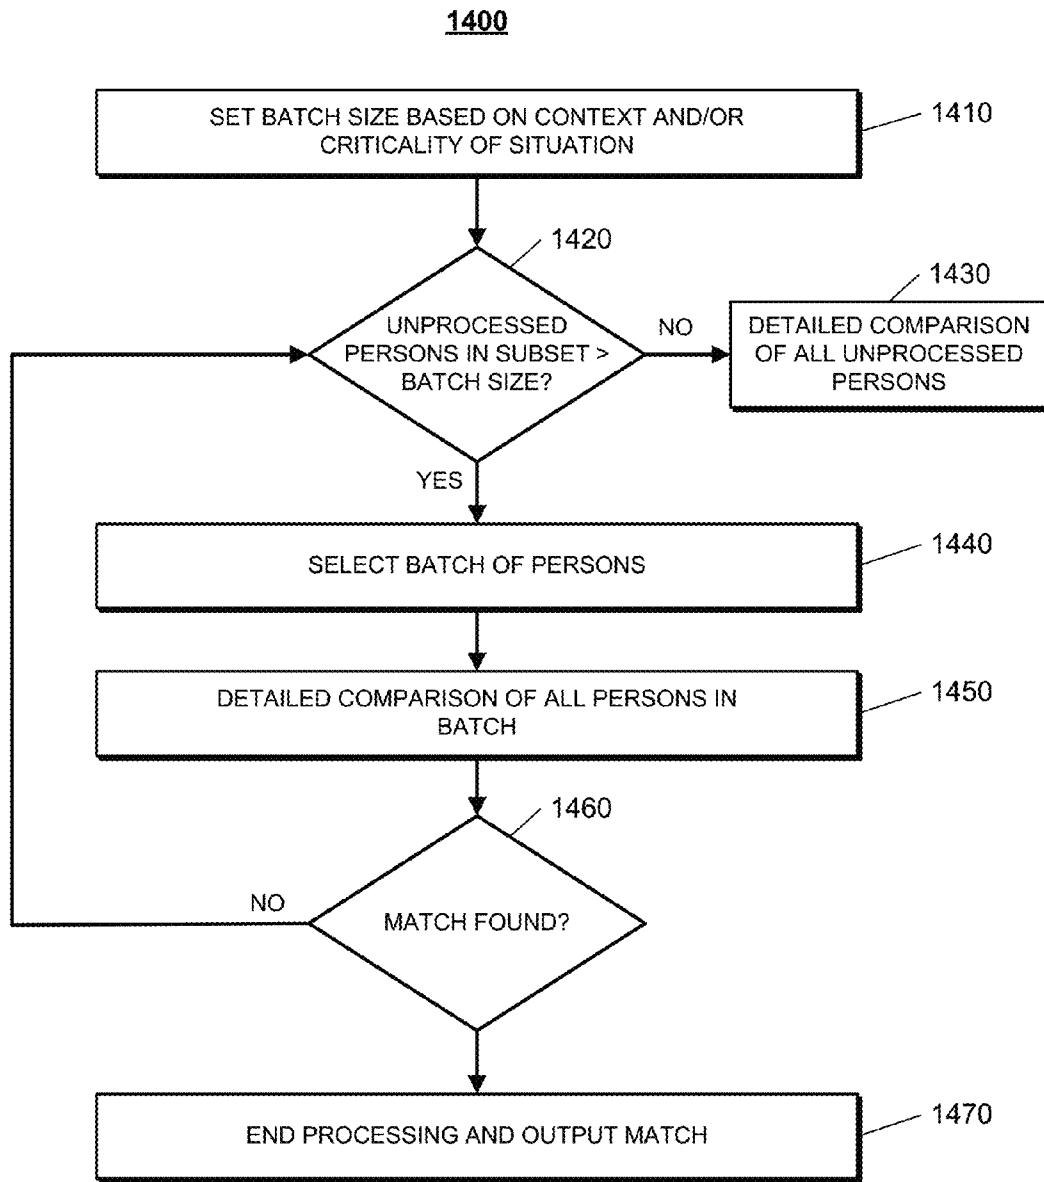 1400
SET BATCH SIZE BASED ON CONTEXT AND/OR
CRITICALITY OF SITUATION
1410
1420
UNPROCESSED
PERSONS IN SUBSET >
BATCH SIZE?
NO
1430
DETAILED COMPARISON
OF ALL UNPROCESSED
PERSONS
YES
SELECT BATCH OF PERSONS
1440
DETAILED COMPARISON OF ALL PERSONS IN
BATCH
1450
1460
MATCH FOUND?
NO
END PROCESSING AND OUTPUT MATCH
1470